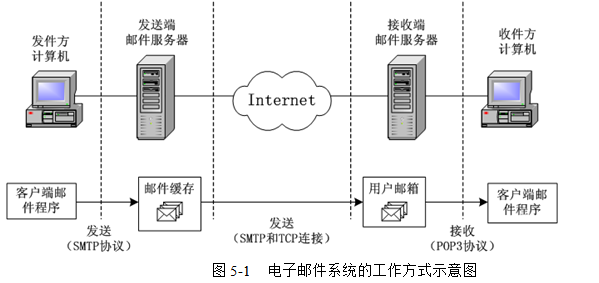 发件方
计算机
发送端
邮件服务器
Internet
接收端
邮件服务器
收件方
计算机
客户端邮
件程序
邮件缓存
用户邮箱
客户端邮
件程序
发送
（SMTP协议）
发送
（SMTP和TCP连接）
接收
（POP3协议）
图 5-1 电子邮件系统的工作方式示意图